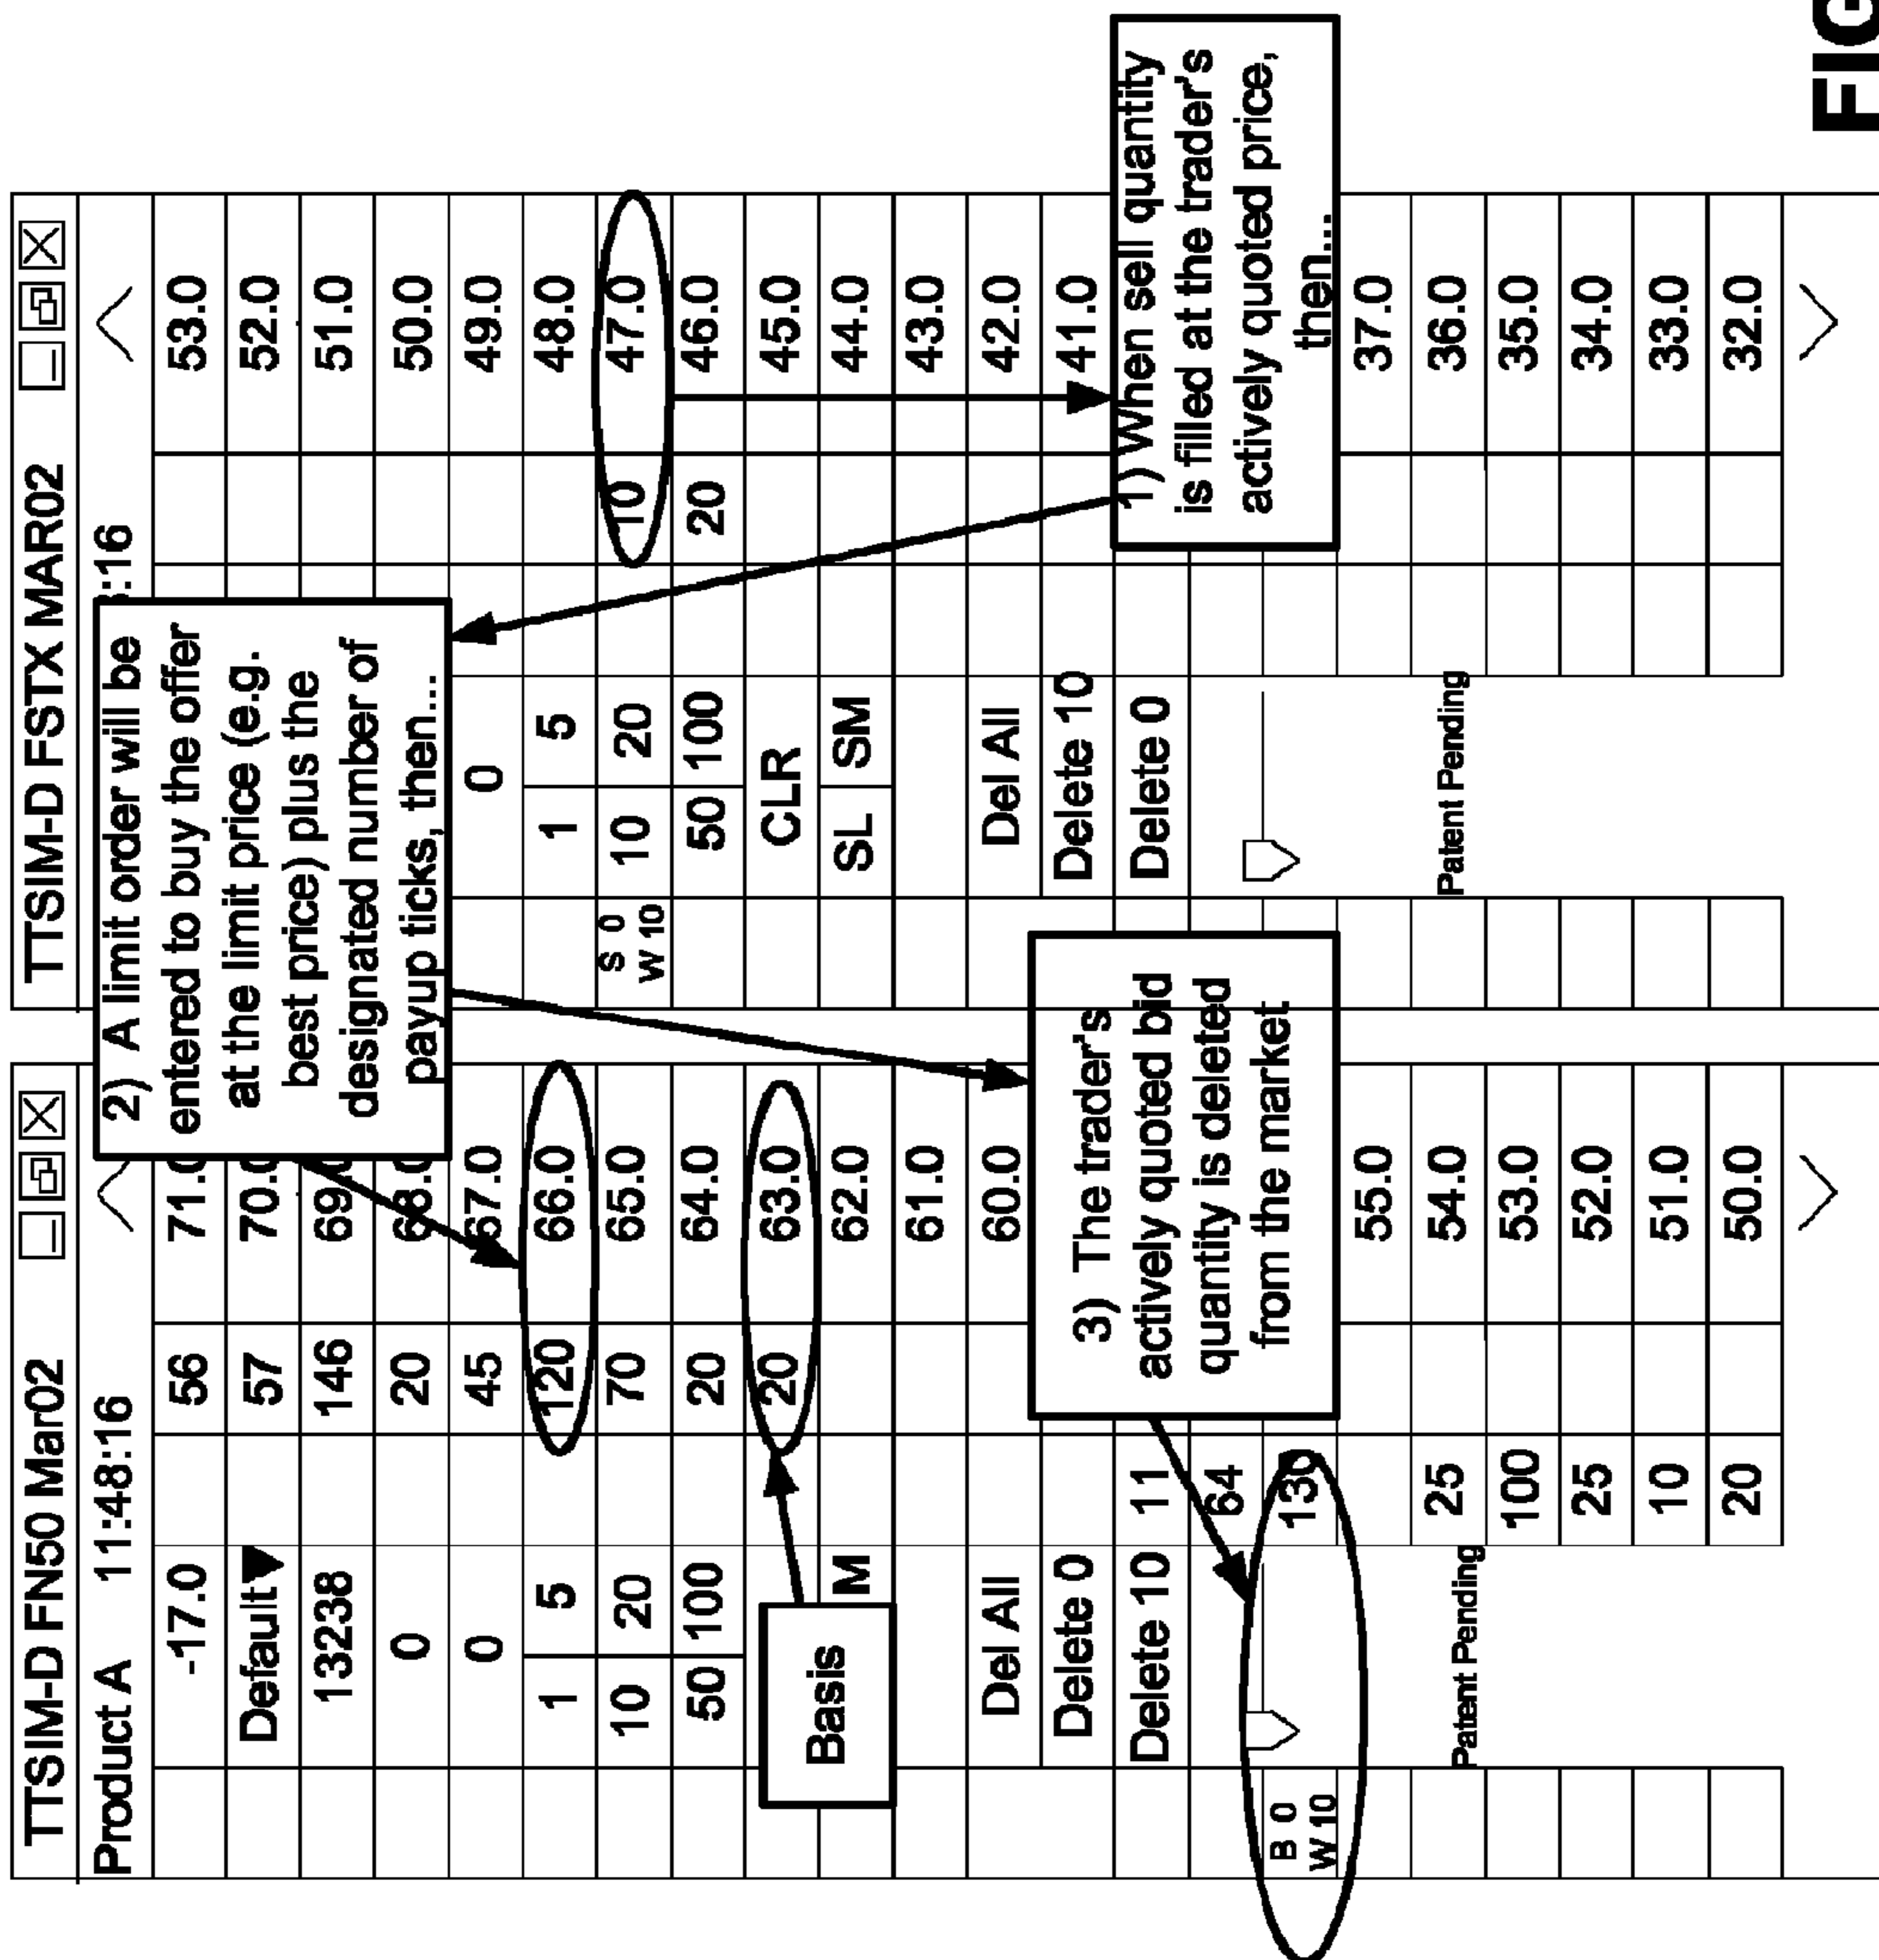 TTSIM-D FN50 Mar02
Product A 11:48:16
-17.0 56 71.0
Default 57 70.0
13238 146 69.0
0 20 68.0
0 45 67.0
1 5 120 66.0
10 20 70 65.0
50 100 20 64.0
20 63.0
Basis
M 62.0
61.0
Del All 60.0
Delete 0
Delete 10 11
64
B 0 130
W 10
55.0
Patent Pending 25 54.0
100 53.0
25 52.0
10 51.0
20 50.0
2) A limit order will be
entered to buy the offer
at the limit price (e.g.
best price) plus the
designated number of
payup ticks, then...
3) The trader's
actively quoted bid
quantity is deleted
from the market
TTSIM-D FSTX MAR02
:16
53.0
52.0
51.0
50.0
0 49.0
1 5 48.0
S 0 10 20 10 47.0
W 10
50 100 20 46.0
CLR 45.0
SL SM 44.0
43.0
Del All 42.0
Delete 10 41.0
Delete 0
1) When sell quantity
is filled at the trader's
actively quoted price,
then...
37.0
Patent Pending 36.0
35.0
34.0
33.0
32.0
FIG